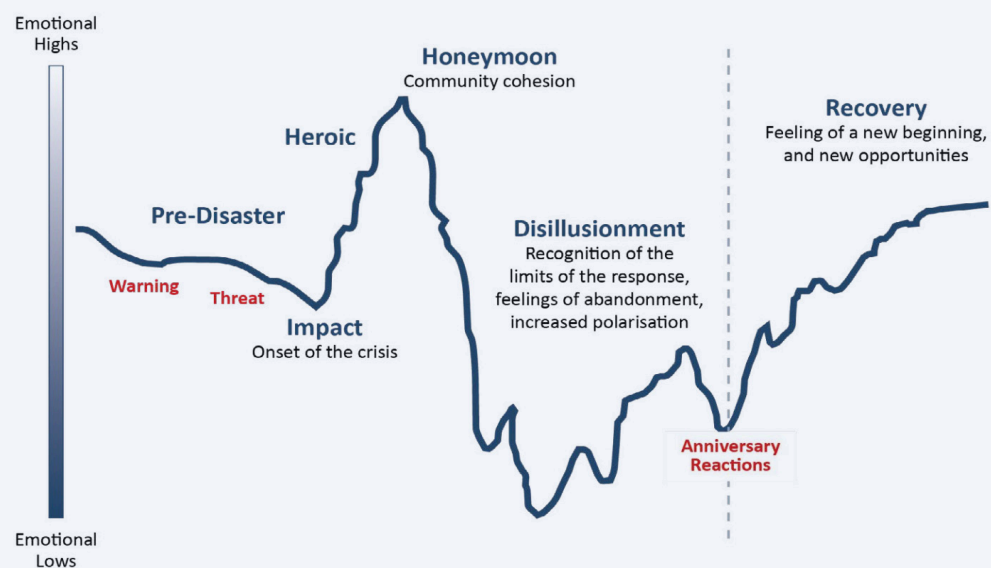 Emotional
Highs
Honeymoon
Community cohesion
Heroic
Recovery
Feeling of a new beginning,
and new opportunities
Pre-Disaster
Warning
Threat
Impact
Onset of the crisis
Disillusionment
Recognition of the
limits of the response,
feelings of abandonment,
increased polarisation
Anniversary
Reactions
Emotional
Lows